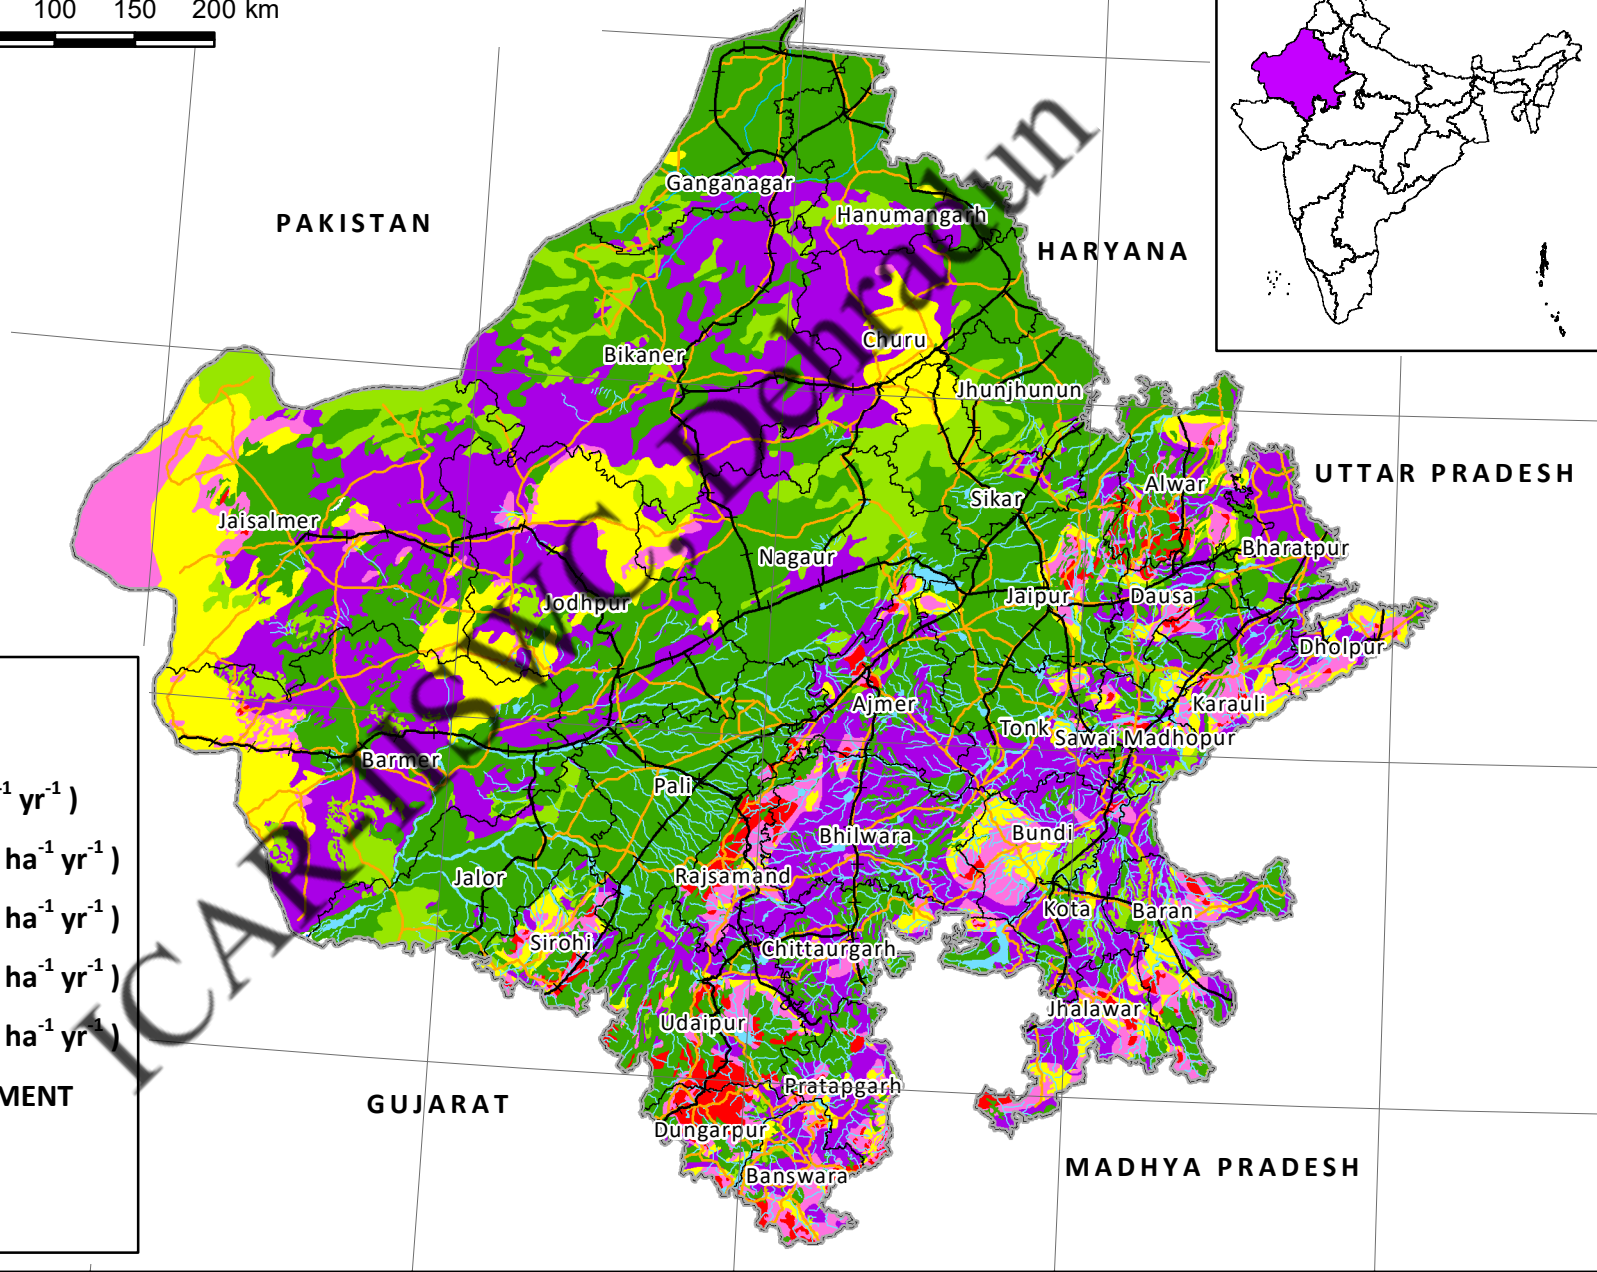 100 150 200 km
PAKISTAN
HARYANA
UTTAR PRADESH
GUJARAT
MADHYA PRADESH
Ganganagar
Hanumangarh
Bikaner
Churu
Jhunjhunun
Sikar
Alwar
Jaisalmer
Nagaur
Bharatpur
Jodhpur
Jaipur
Dausa
Dholpur
Ajmer
Karauli
Tonk
Sawai Madhopur
Barmer
Pali
Bhilwara
Bundi
Jalor
Rajsamand
Kota
Baran
Sirohi
Chittaurgarh
Jhalawar
Udaipur
Pratapgarh
Dungarpur
Banswara
-1 yr-1 )
ha-1 yr-1 )
ha-1 yr-1 )
ha-1 yr-1 )
ha-1 yr-1 )
MENT
ICAR-IISWC, Dehradun